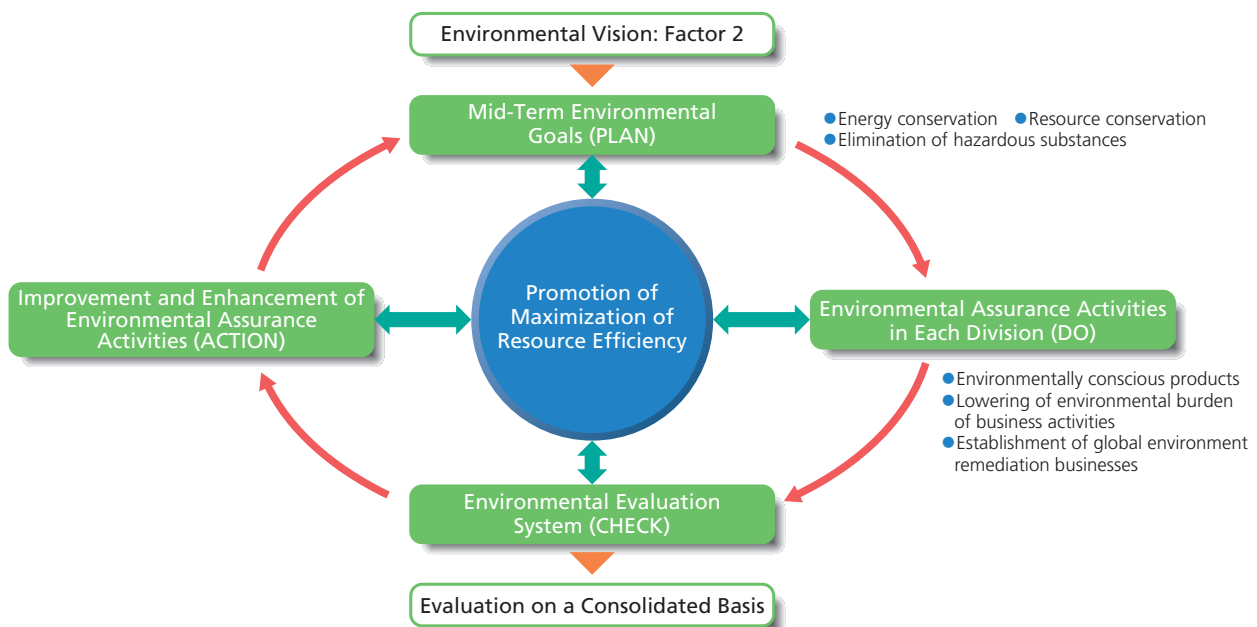 Environmental Vision: Factor 2
Mid-Term Environmental
Goals (PLAN)
●Energy conservation ●Resource conservation
●Elimination of hazardous substances
Improvement and Enhancement of
Environmental Assurance
Activities (ACTION)
Promotion of
Maximization of
Resource Efficiency
Environmental Assurance Activities
in Each Division (DO)
●Environmentally conscious products
●Lowering of environmental burden
of business activities
●Establishment of global environment
remediation businesses
Environmental Evaluation
System (CHECK)
Evaluation on a Consolidated Basis